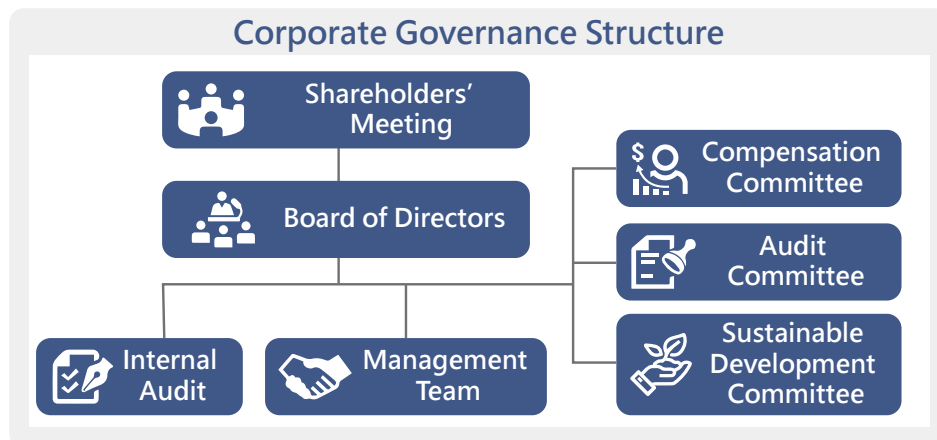 Corporate Governance Structure
Shareholders’
Meeting
Board of Directors
Internal
Audit
Management
Team
$
Compensation
Committee
Audit
Committee
Sustainable
Development
Committee